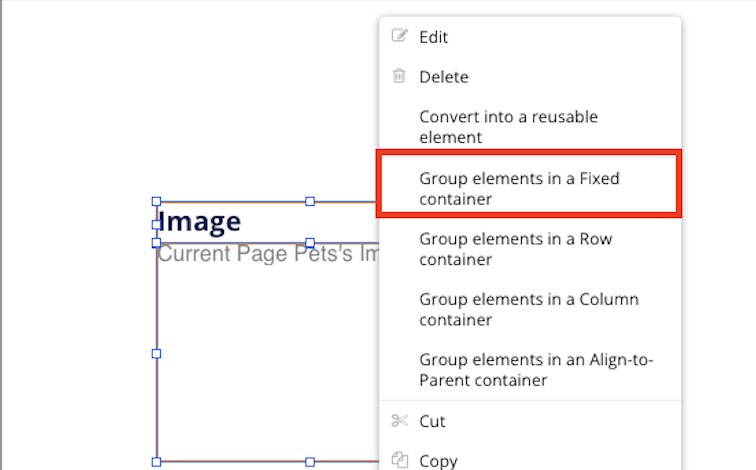 Edit
Delete
Convert into a reusable
element
Group elements in a Fixed
container
Group elements in a Row
container
Group elements in a Column
container
Group elements in an Align-to-
Parent container
Cut
Copy
Image
Current Page Pets's Im